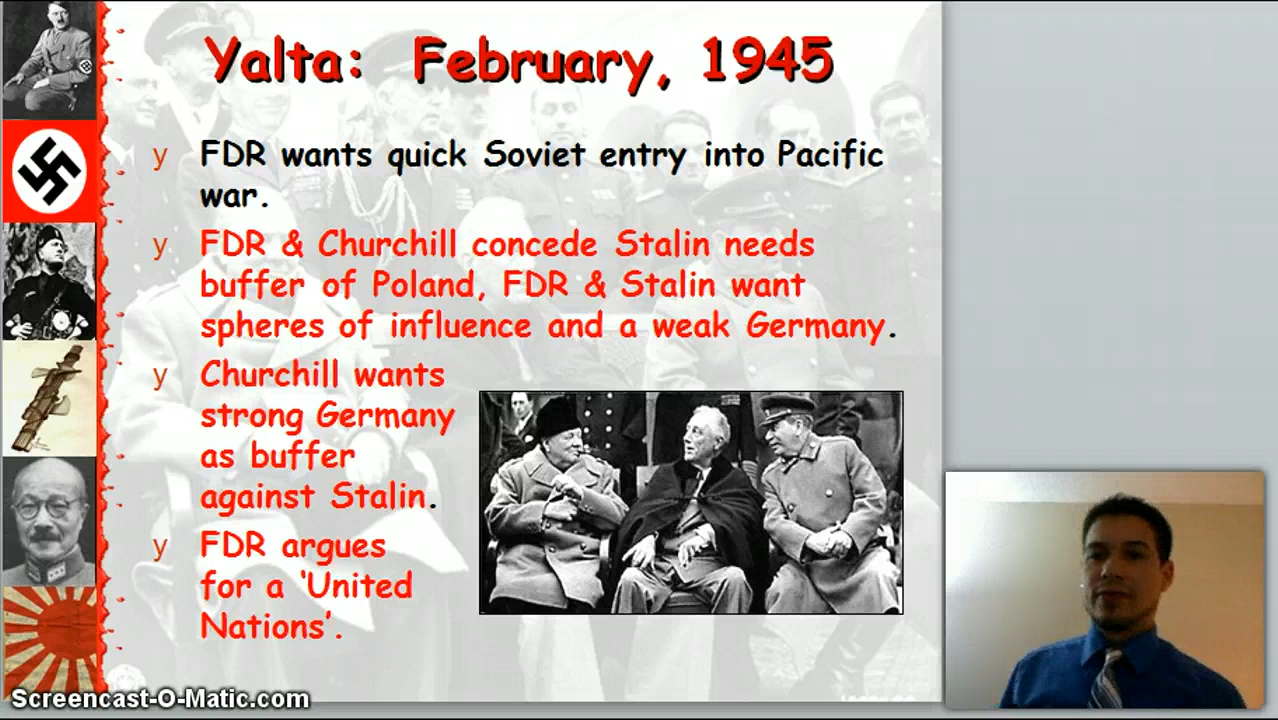 Yalta: February, 1945
y FDR wants quick Soviet entry into Pacific
war.
y FDR & Churchill concede Stalin needs
buffer of Poland, FDR & Stalin want
spheres of influence and a weak Germany.
y Churchill wants
strong Germany
as buffer
against Stalin.
y FDR argues
for a ‘United
Nations’.
Screencast-O-Matic.com